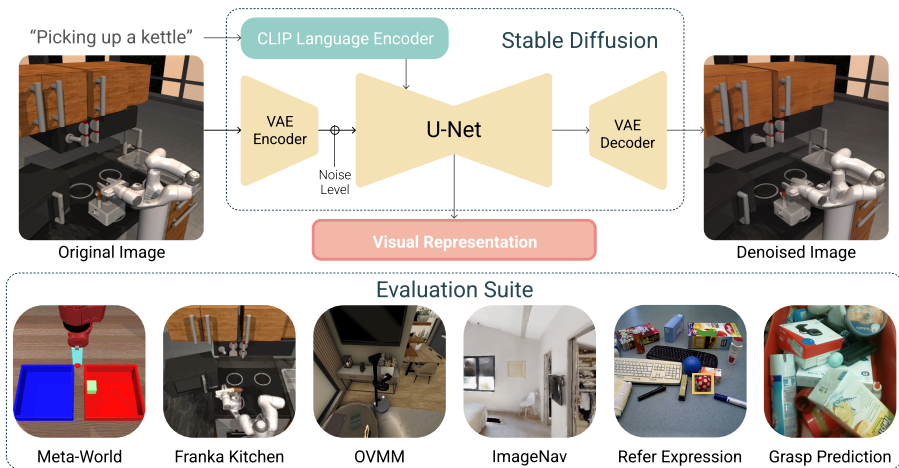 “Picking up a kettle”
CLIP Language Encoder
Stable Diffusion
VAE
Encoder
U-Net
VAE
Decoder
Noise
Level
Visual Representation
Original Image
Denoised Image
Evaluation Suite
Meta-World
Franka Kitchen
OVMM
ImageNav
Refer Expression
Grasp Prediction